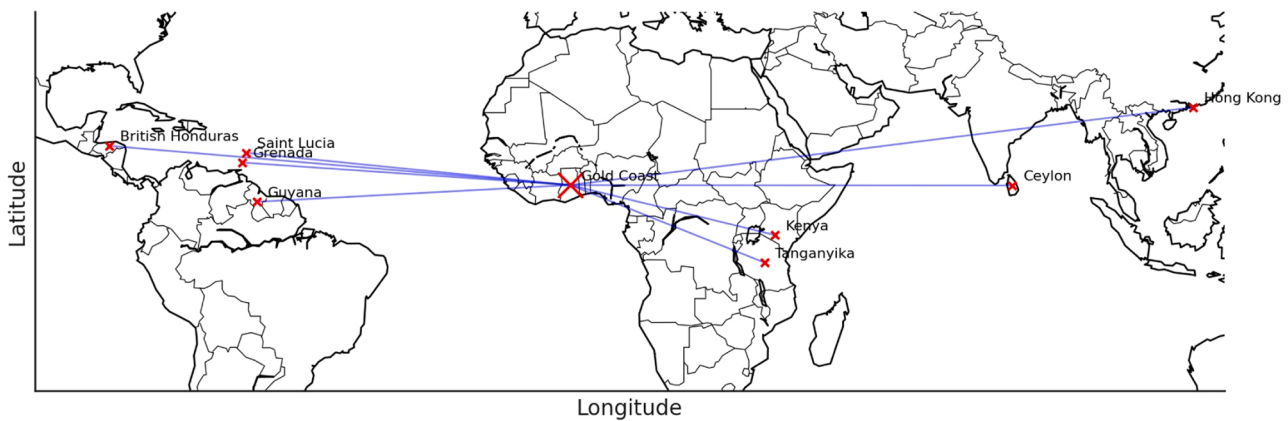 Hong Kong
British Honduras
Saint Lucia
Grenada
Gold Coast
Ceylon
Guyana
Kenya
Tanganyika
Latitude
Longitude